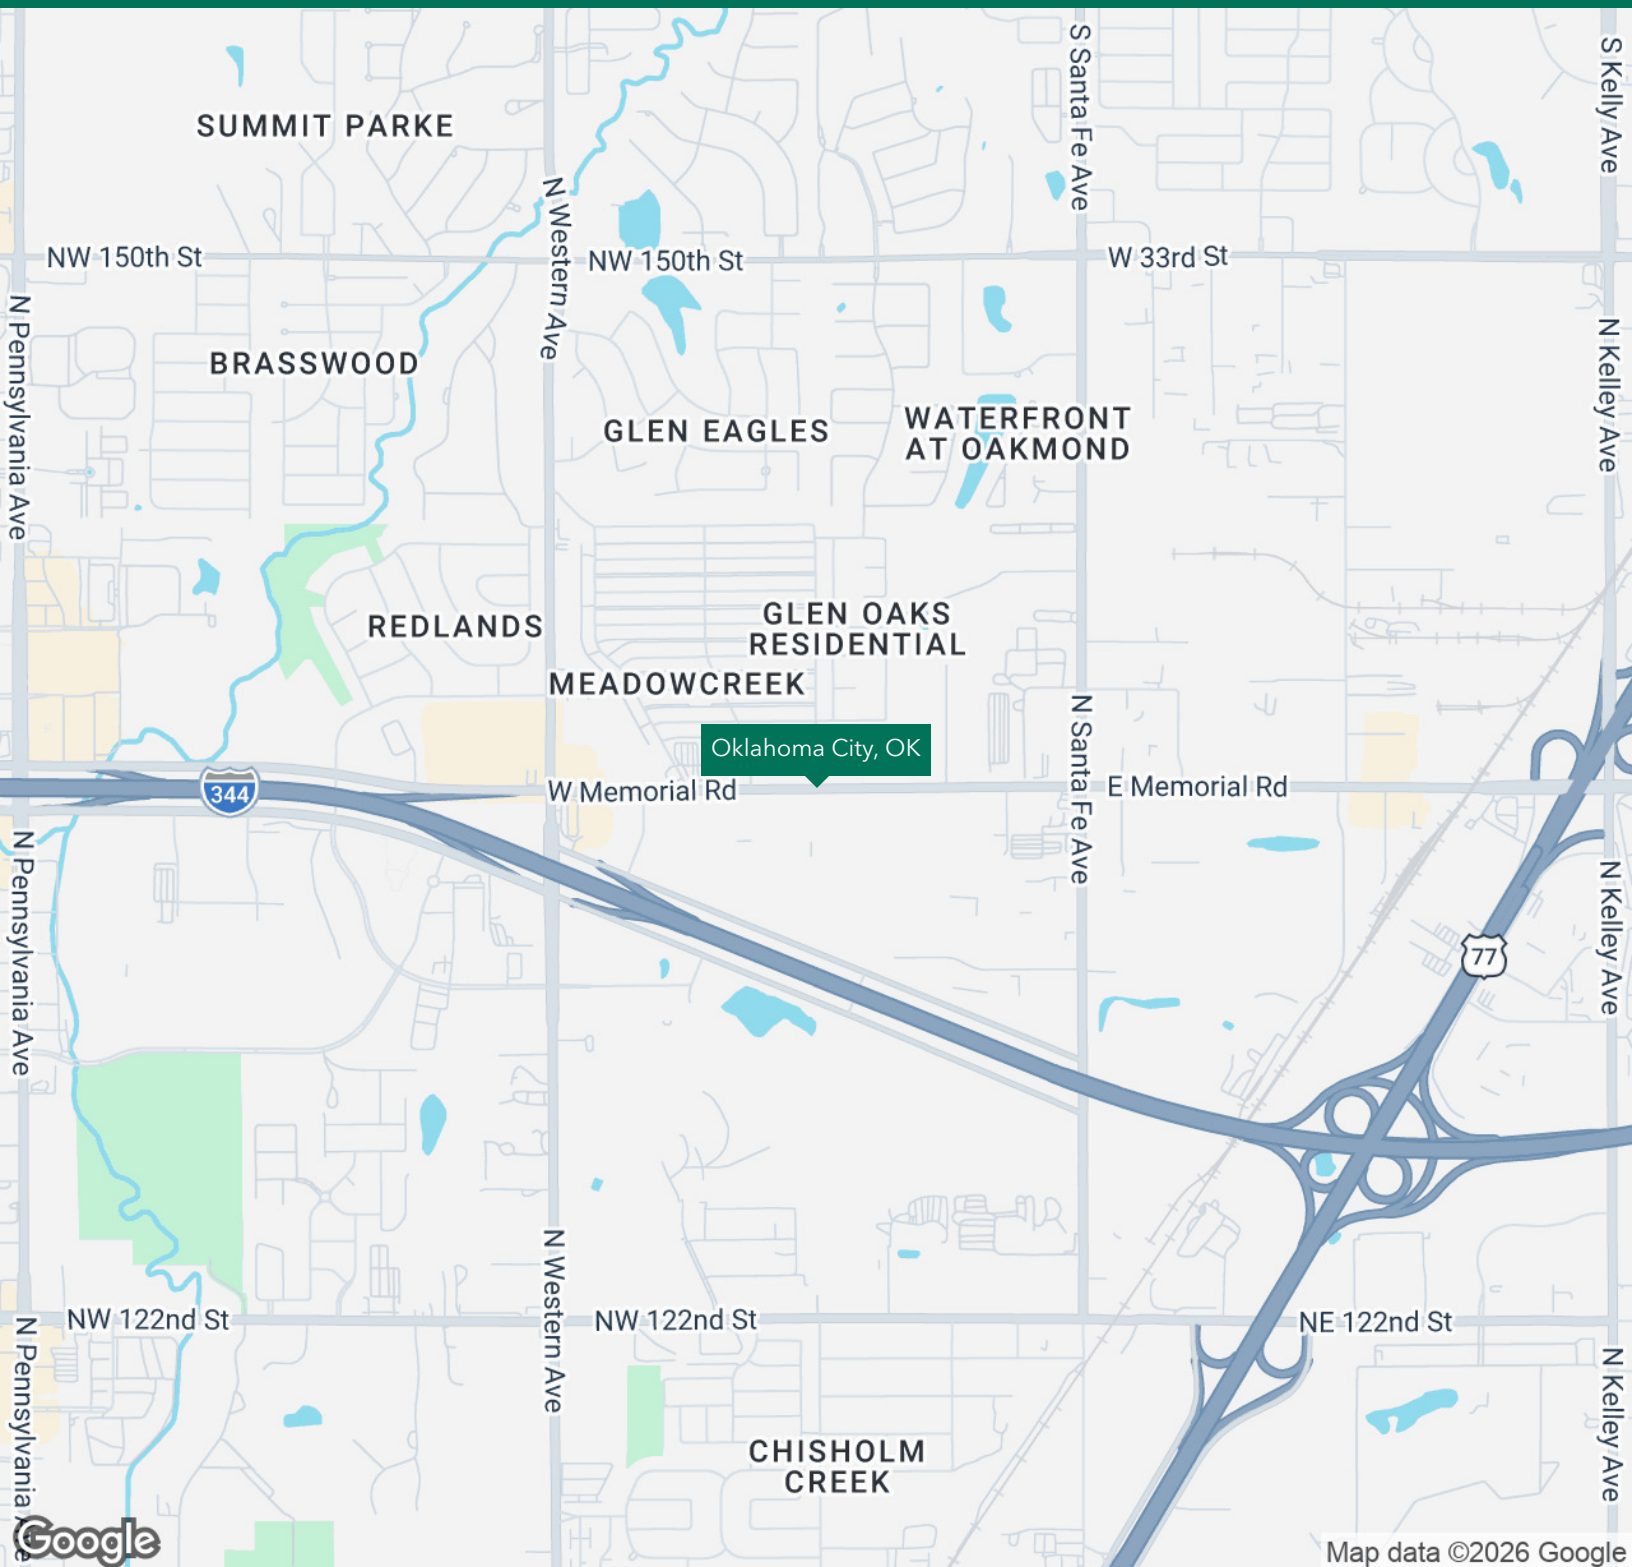 S Santa Fe Ave
S Kelly Ave
SUMMIT PARKE
N Western Ave
NW 150th St
NW 150th St
W 33rd St
N Pennsylvania Ave
N Kelley Ave
BRASSWOOD
GLEN EAGLES
WATERFRONT
AT OAKMOND
GLEN OAKS
RESIDENTIAL
REDLANDS
MEADOWCREEK
N Santa Fe Ave
Oklahoma City, OK
344
W Memorial Rd
E Memorial Rd
N Pennsylvania Ave
N Kelley Ave
77
N Western Ave
NW 122nd St
NW 122nd St
NE 122nd St
N Pennsylvania Ave
N Kelley Ave
CHISHOLM
CREEK
Google
Map data ©2026 Google